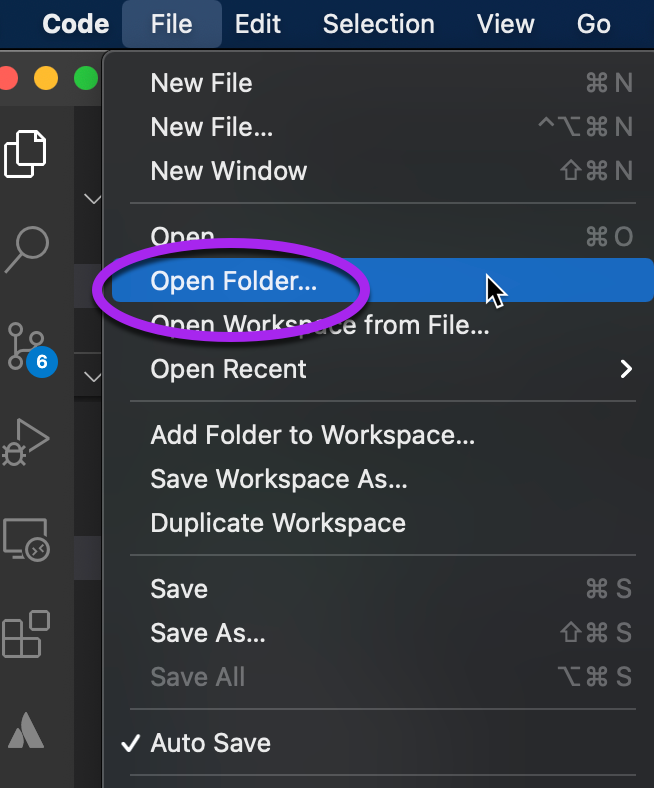 Code File Edit Selection View Go
New File ⌘ N
New File... ^⌥⌘ N
New Window ⇧⌘ N
Open... ⌘ O
Open Folder...
Open Workspace from File...
Open Recent
6
Add Folder to Workspace...
Save Workspace As...
Duplicate Workspace
Save ⌘ S
Save As... ⇧⌘ S
Save All ⌥⌘ S
Auto Save